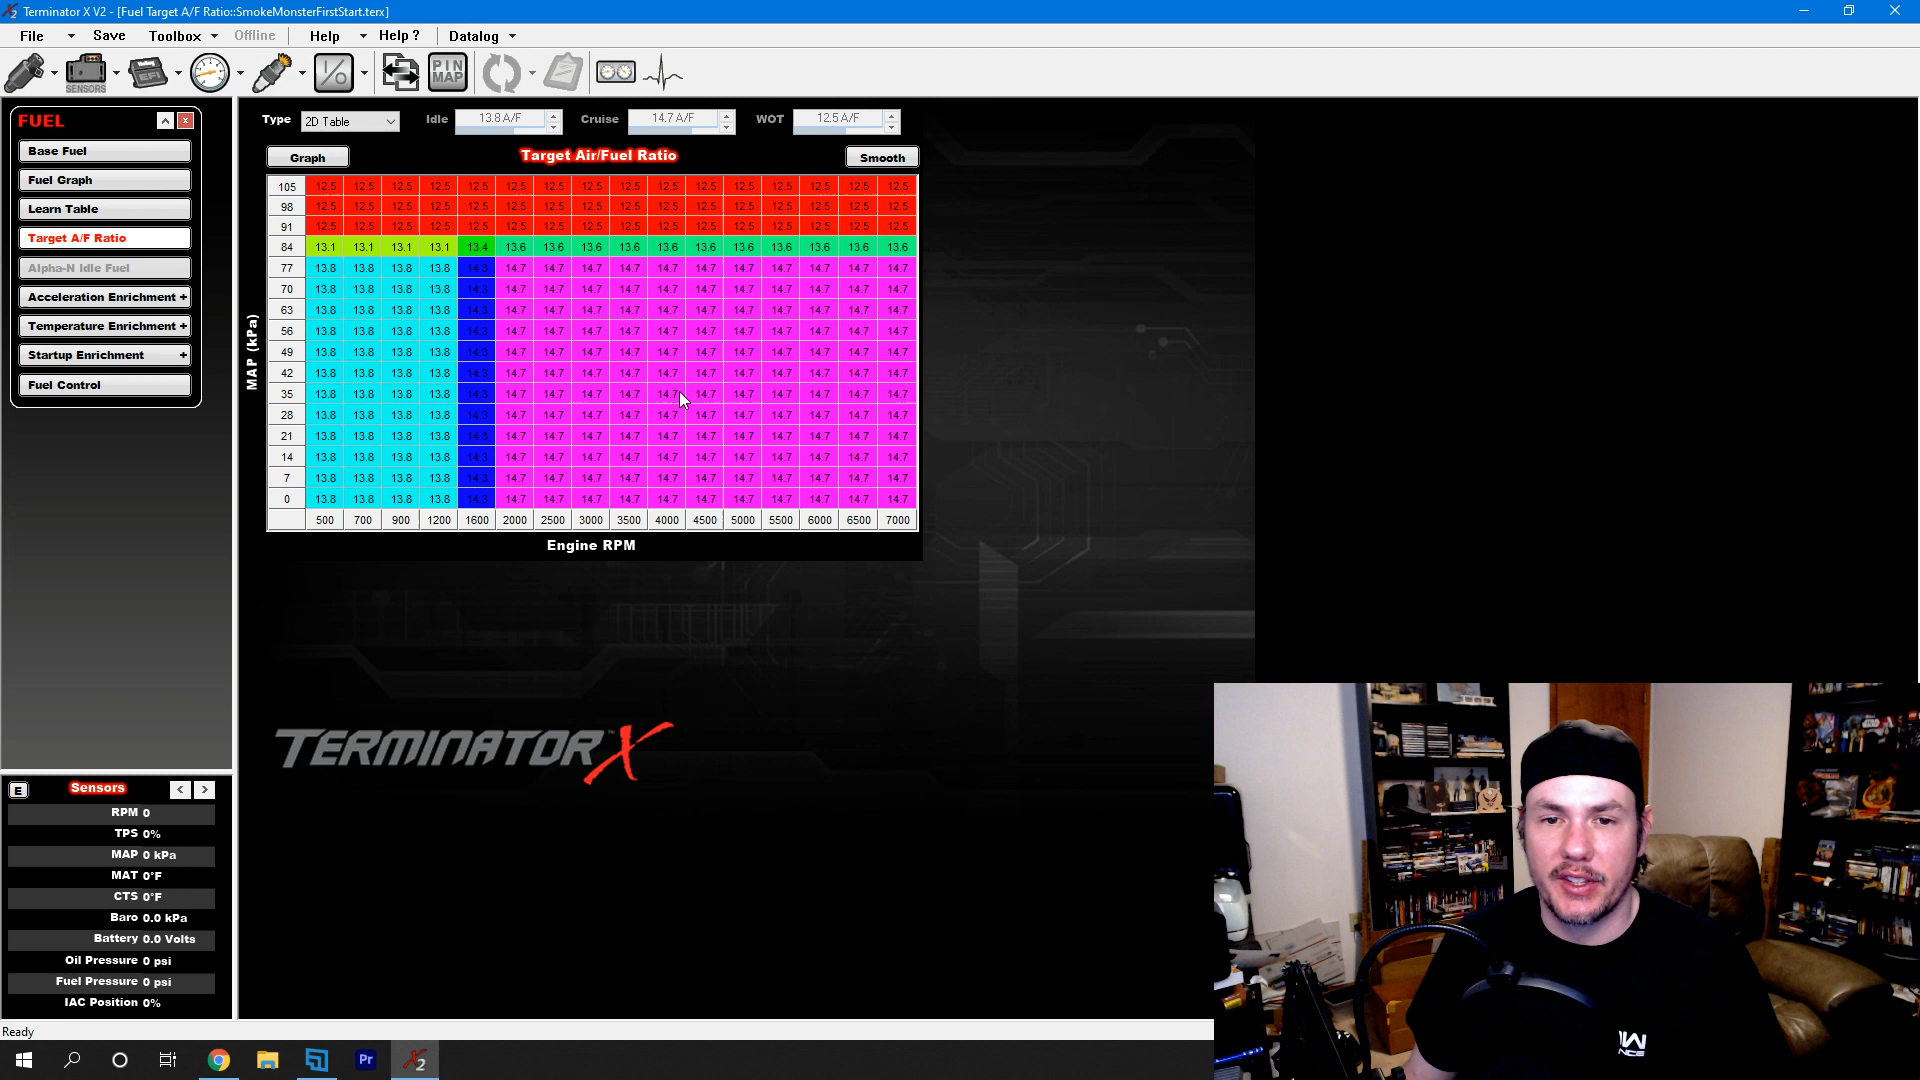 Terminator X V2 - [Fuel Target A/F Ratio::SmokeMonsterFirstStart.terx]
File Save Toolbox Offline Help Help ? Datalog
SENSORS Holley EFI I/O PIN MAP
FUEL
Base Fuel
Fuel Graph
Learn Table
Target A/F Ratio
Alpha-N Idle Fuel
Acceleration Enrichment +
Temperature Enrichment +
Startup Enrichment +
Fuel Control
Type 2D Table Idle 13.8 A/F Cruise 14.7 A/F WOT 12.5 A/F
Graph Target Air/Fuel Ratio Smooth
MAP (kPa)
105 12.5 12.5 12.5 12.5 12.5 12.5 12.5 12.5 12.5 12.5 12.5 12.5 12.5 12.5 12.5 12.5
98 12.5 12.5 12.5 12.5 12.5 12.5 12.5 12.5 12.5 12.5 12.5 12.5 12.5 12.5 12.5 12.5
91 12.5 12.5 12.5 12.5 12.5 12.5 12.5 12.5 12.5 12.5 12.5 12.5 12.5 12.5 12.5 12.5
84 13.1 13.1 13.1 13.1 13.4 13.6 13.6 13.6 13.6 13.6 13.6 13.6 13.6 13.6 13.6 13.6
77 13.8 13.8 13.8 13.8 14.3 14.7 14.7 14.7 14.7 14.7 14.7 14.7 14.7 14.7 14.7 14.7
70 13.8 13.8 13.8 13.8 14.3 14.7 14.7 14.7 14.7 14.7 14.7 14.7 14.7 14.7 14.7 14.7
63 13.8 13.8 13.8 13.8 14.3 14.7 14.7 14.7 14.7 14.7 14.7 14.7 14.7 14.7 14.7 14.7
56 13.8 13.8 13.8 13.8 14.3 14.7 14.7 14.7 14.7 14.7 14.7 14.7 14.7 14.7 14.7 14.7
49 13.8 13.8 13.8 13.8 14.3 14.7 14.7 14.7 14.7 14.7 14.7 14.7 14.7 14.7 14.7 14.7
42 13.8 13.8 13.8 13.8 14.3 14.7 14.7 14.7 14.7 14.7 14.7 14.7 14.7 14.7 14.7 14.7
35 13.8 13.8 13.8 13.8 14.3 14.7 14.7 14.7 14.7 14.7 14.7 14.7 14.7 14.7 14.7 14.7
28 13.8 13.8 13.8 13.8 14.3 14.7 14.7 14.7 14.7 14.7 14.7 14.7 14.7 14.7 14.7 14.7
21 13.8 13.8 13.8 13.8 14.3 14.7 14.7 14.7 14.7 14.7 14.7 14.7 14.7 14.7 14.7 14.7
14 13.8 13.8 13.8 13.8 14.3 14.7 14.7 14.7 14.7 14.7 14.7 14.7 14.7 14.7 14.7 14.7
7 13.8 13.8 13.8 13.8 14.3 14.7 14.7 14.7 14.7 14.7 14.7 14.7 14.7 14.7 14.7 14.7
0 13.8 13.8 13.8 13.8 14.3 14.7 14.7 14.7 14.7 14.7 14.7 14.7 14.7 14.7 14.7 14.7
500 700 900 1200 1600 2000 2500 3000 3500 4000 4500 5000 5500 6000 6500 7000
Engine RPM
TERMINATOR X
E Sensors < >
RPM 0
TPS 0%
MAP 0 kPa
MAT 0°F
CTS 0°F
Baro 0.0 kPa
Battery 0.0 Volts
Oil Pressure 0 psi
Fuel Pressure 0 psi
IAC Position 0%
Ready
Pr X2